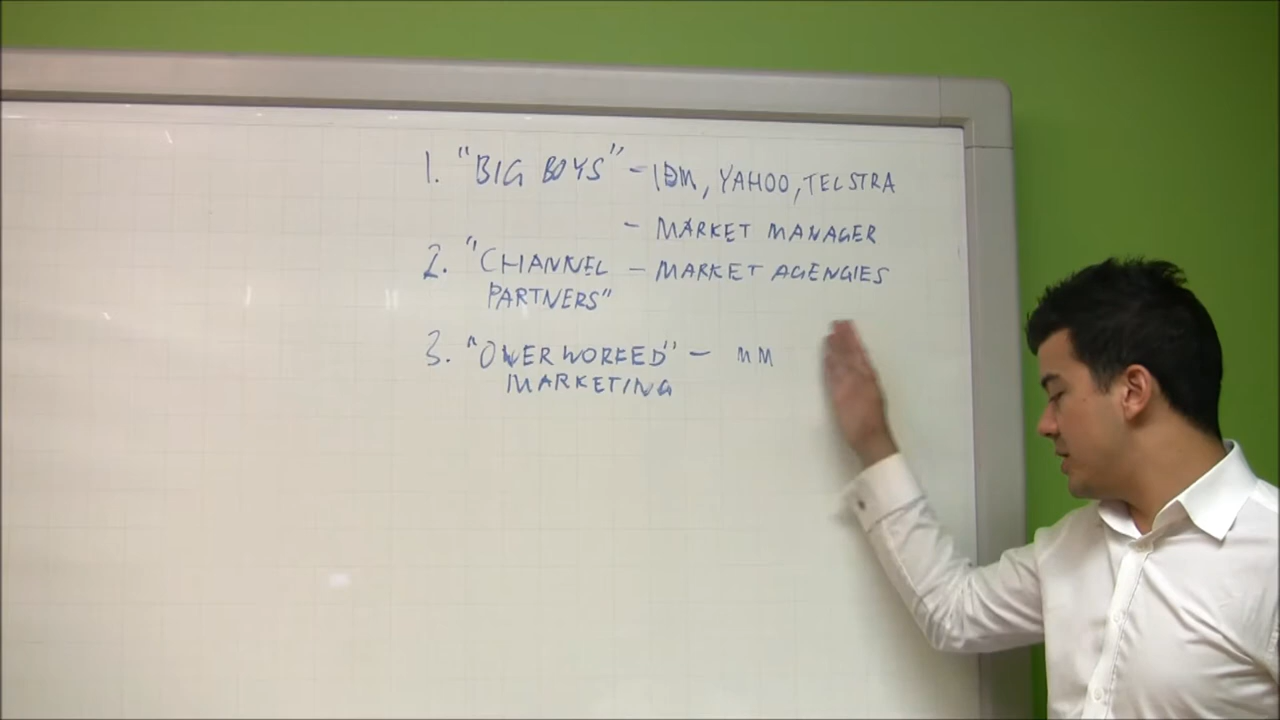 1. "BIG BOYS" - IBM, YAHOO, TELSTRA
- MARKET MANAGER
2. "CHANNEL - MARKET AGENCIES
PARTNERS"
3. "OVERWORKED" - MM
MARKETING